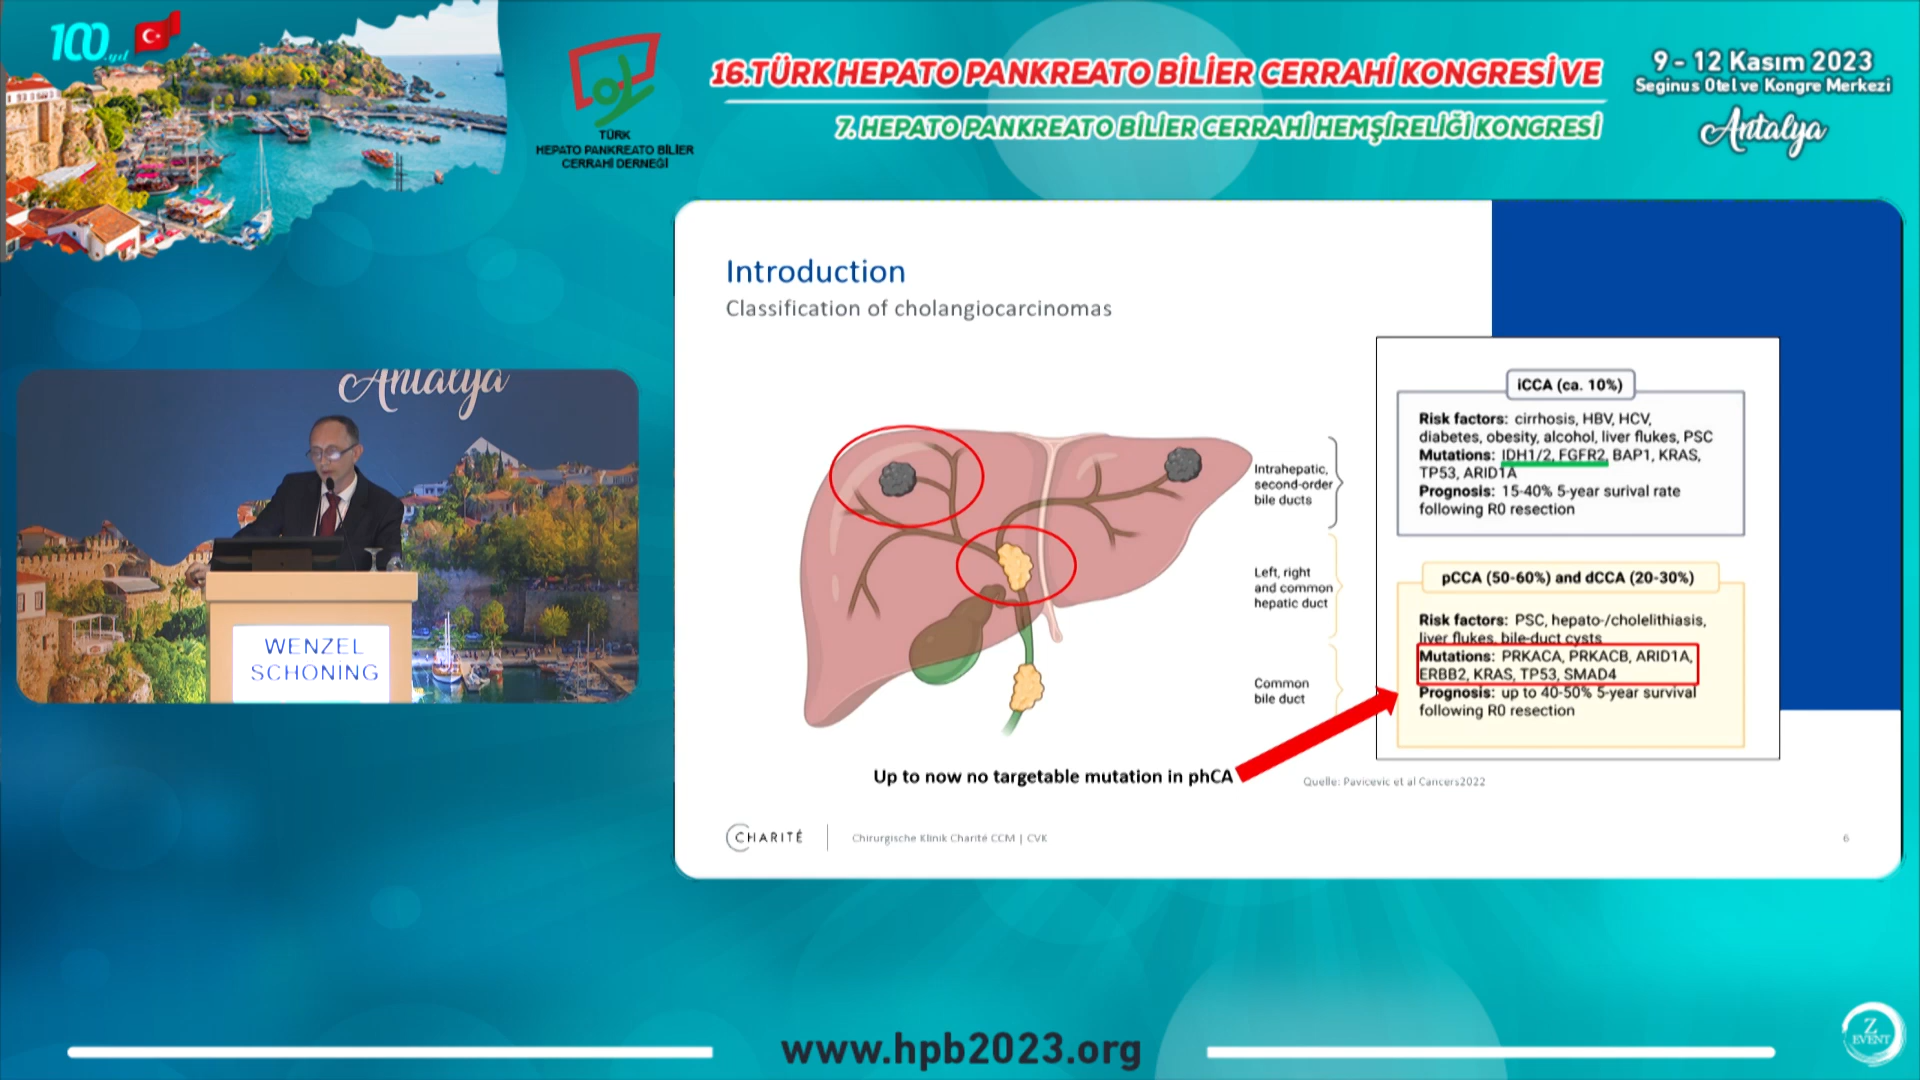 100.yıl
TÜRK
HEPATO PANKREATO BİLİER
CERRAHİ DERNEĞİ
16.TÜRK HEPATO PANKREATO BİLİER CERRAHİ KONGRESİ VE
7. HEPATO PANKREATO BİLİER CERRAHİ HEMŞİRELİĞİ KONGRESİ
9 - 12 Kasım 2023
Seginus Otel ve Kongre Merkezi
Antalya
Antalya
WENZEL
SCHONING
Introduction
Classification of cholangiocarcinomas
Intrahepatic,
second-order
bile ducts
Left, right
and common
hepatic duct
Common
bile duct
iCCA (ca. 10%)
Risk factors: cirrhosis, HBV, HCV,
diabetes, obesity, alcohol, liver flukes, PSC
Mutations: IDH1/2, FGFR2, BAP1, KRAS,
TP53, ARID1A
Prognosis: 15-40% 5-year surival rate
following R0 resection
pCCA (50-60%) and dCCA (20-30%)
Risk factors: PSC, hepato-/cholelithiasis,
liver flukes, bile-duct cysts
Mutations: PRKACA, PRKACB, ARID1A,
ERBB2, KRAS, TP53, SMAD4
Prognosis: up to 40-50% 5-year survival
following R0 resection
Up to now no targetable mutation in phCA
Quelle: Pavicevic et al Cancers2022
CHARITÉ
Chirurgische Klinik Charité CCM | CVK
6
www.hpb2023.org
Z
EVENT